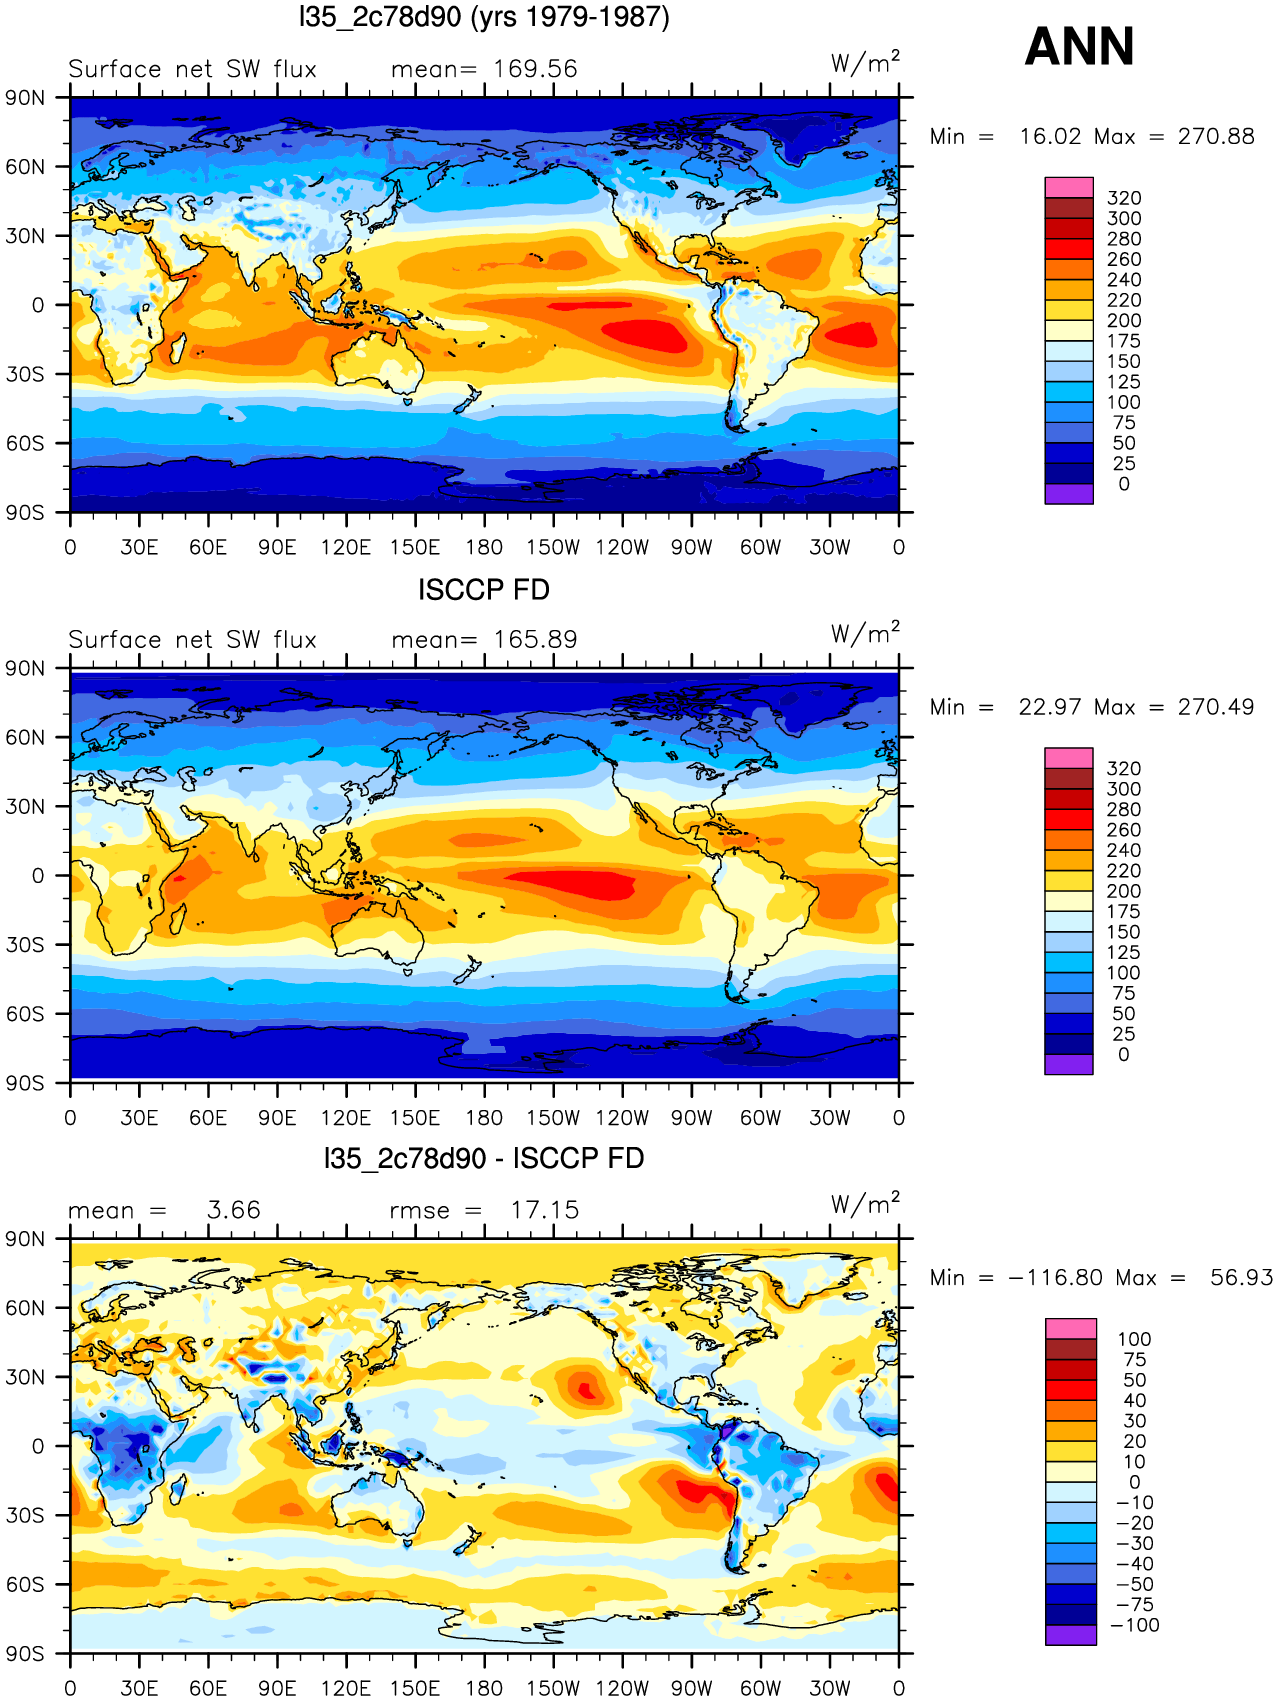 I35_2c78d90 (yrs 1979-1987)
ANN
Surface net SW flux mean= 169.56 W/m²
Min = 16.02 Max = 270.88
90N
60N
30N
0
30S
60S
90S
0 30E 60E 90E 120E 150E 180 150W 120W 90W 60W 30W 0
320
300
280
260
240
220
200
175
150
125
100
75
50
25
0
ISCCP FD
Surface net SW flux mean= 165.89 W/m²
Min = 22.97 Max = 270.49
90N
60N
30N
0
30S
60S
90S
0 30E 60E 90E 120E 150E 180 150W 120W 90W 60W 30W 0
320
300
280
260
240
220
200
175
150
125
100
75
50
25
0
I35_2c78d90 - ISCCP FD
mean = 3.66 rmse = 17.15 W/m²
Min = −116.80 Max = 56.93
90N
60N
30N
0
30S
60S
90S
0 30E 60E 90E 120E 150E 180 150W 120W 90W 60W 30W 0
100
75
50
40
30
20
10
0
−10
−20
−30
−40
−50
−75
−100